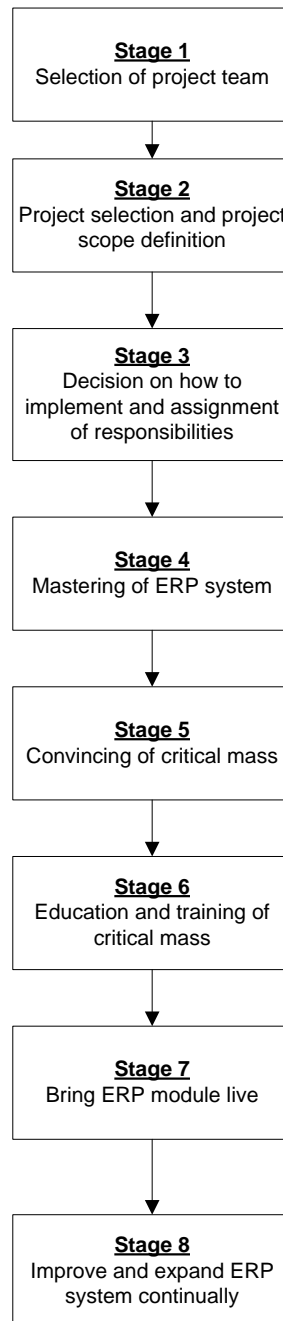 Stage 1
Selection of project team
Stage 2
Project selection and project
scope definition
Stage 3
Decision on how to
implement and assignment
of responsibilities
Stage 4
Mastering of ERP system
Stage 5
Convincing of critical mass
Stage 6
Education and training of
critical mass
Stage 7
Bring ERP module live
Stage 8
Improve and expand ERP
system continually